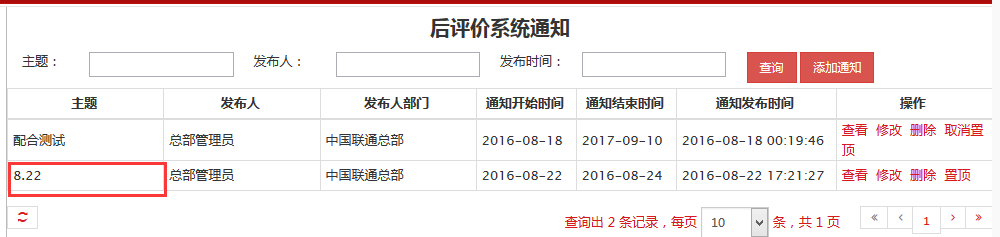 后评价系统通知
主题： 发布人： 发布时间： 查询 添加通知
主题 发布人 发布人部门 通知开始时间 通知结束时间 通知发布时间 操作
配合测试 总部管理员 中国联通总部 2016-08-18 2017-09-10 2016-08-18 00:19:46 查看 修改 删除 取消置
顶
8.22 总部管理员 中国联通总部 2016-08-22 2016-08-24 2016-08-22 17:21:27 查看 修改 删除 置顶
查询出 2 条记录，每页 10 条，共 1 页 « ‹ 1 › »